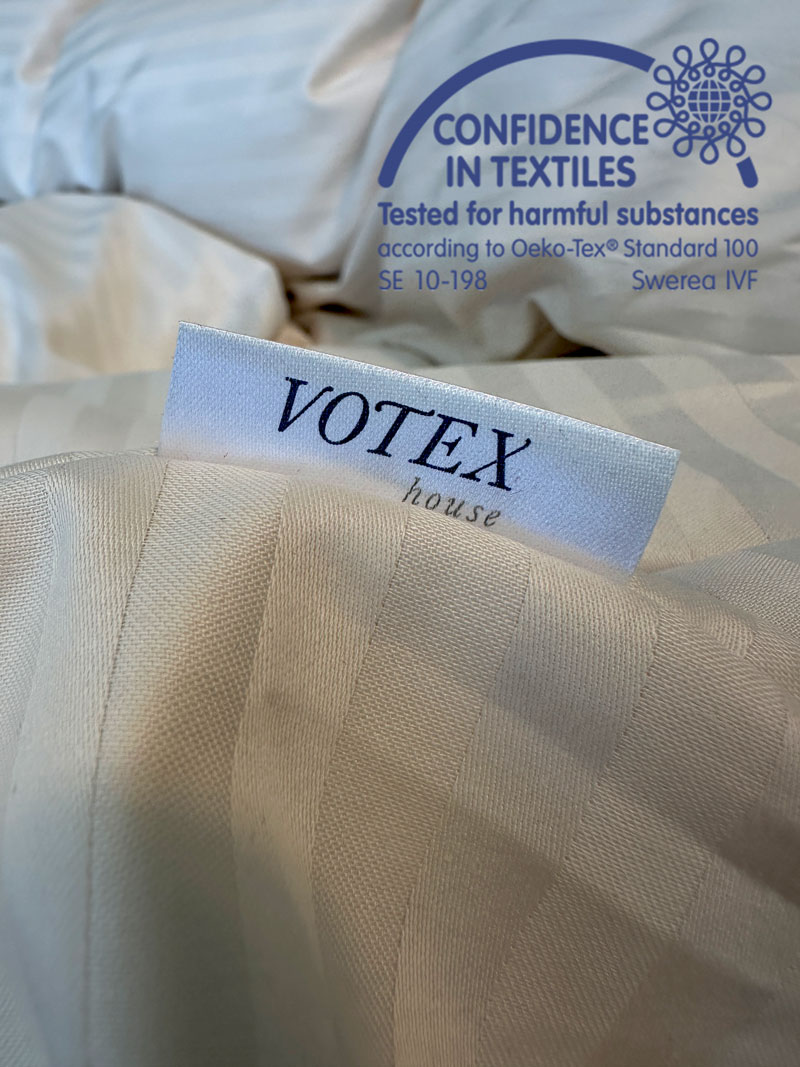 CONFIDENCE
IN TEXTILES
Tested for harmful substances
according to Oeko-Tex® Standard 100
SE 10-198 Swerea IVF
VOTEX
house